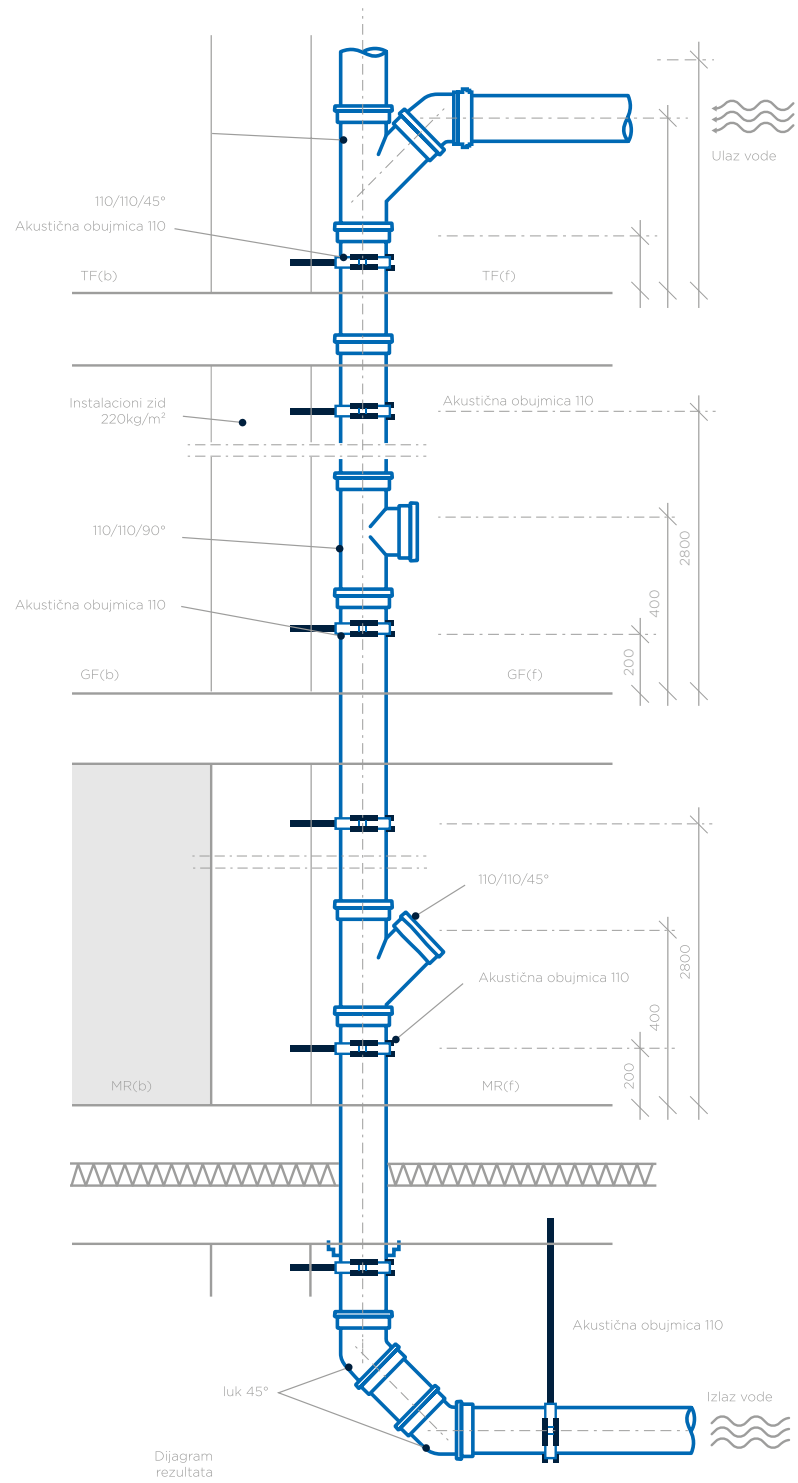 Ulaz vode
110/110/45°
Akustična obujmica 110
TF(b)
TF(f)
Instalacioni zid
220kg/m²
Akustična obujmica 110
110/110/90°
2800
400
Akustična obujmica 110
200
GF(b)
GF(f)
110/110/45°
2800
Akustična obujmica 110
400
200
MR(b)
MR(f)
Akustična obujmica 110
luk 45°
Izlaz vode
Dijagram
rezultata